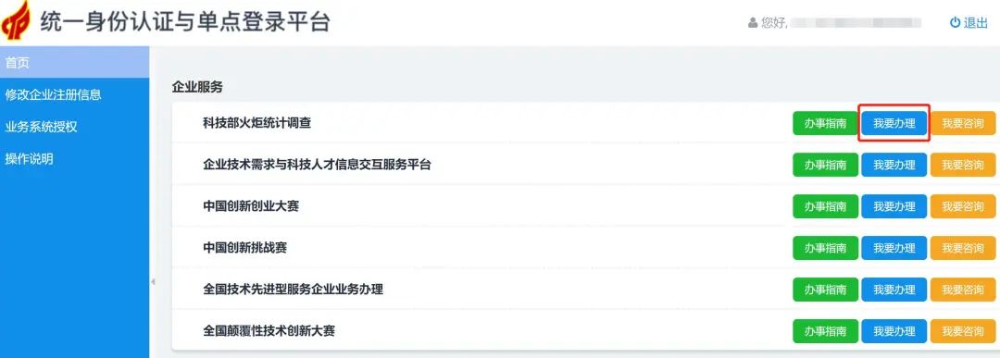 统一身份认证与单点登录平台
您好,
退出
首页
修改企业注册信息
业务系统授权
操作说明
企业服务
科技部火炬统计调查 办事指南 我要办理 我要咨询
企业技术需求与科技人才信息交互服务平台 办事指南 我要办理 我要咨询
中国创新创业大赛 办事指南 我要办理 我要咨询
中国创新挑战赛 办事指南 我要办理 我要咨询
全国技术先进型服务企业业务办理 办事指南 我要办理 我要咨询
全国颠覆性技术创新大赛 办事指南 我要办理 我要咨询